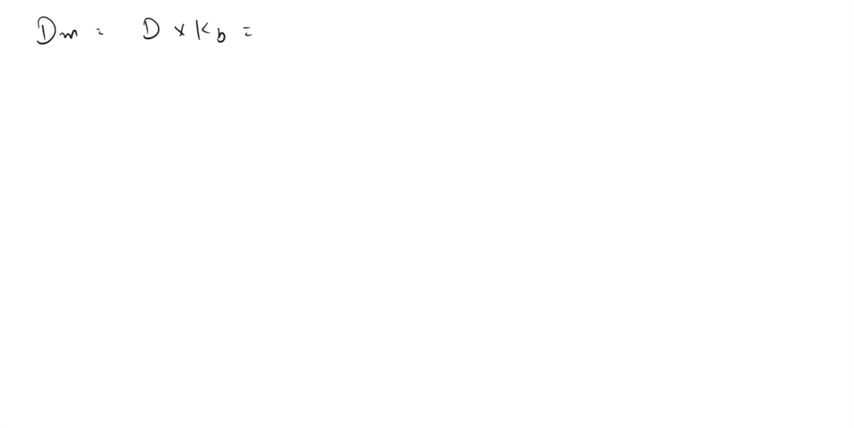 Dm = D × Kb =